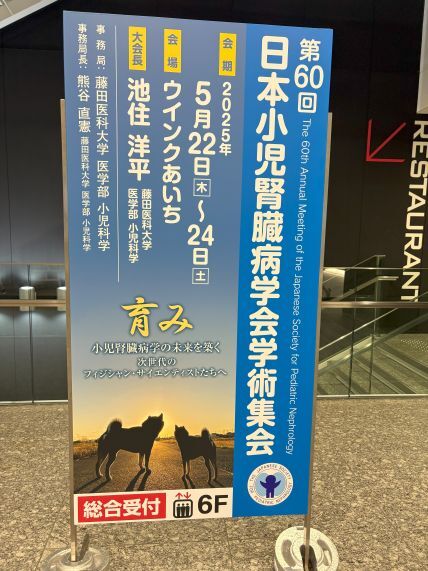 第60回
日本小児腎臓病学会学術集会
The 60th Annual Meeting of the Japanese Society for Pediatric Nephrology
会期
2025年
5月22日木～24日土
会場
ウインクあいち
大会長
池住 洋平
藤田医科大学
医学部 小児科学
事務局：藤田医科大学 医学部 小児科学
事務局長：熊谷 直憲 藤田医科大学 医学部 小児科学
育み
小児腎臓病学の未来を築く
次世代の
フィジシャン・サイエンティストたちへ
総合受付
6F
RESTAURANT